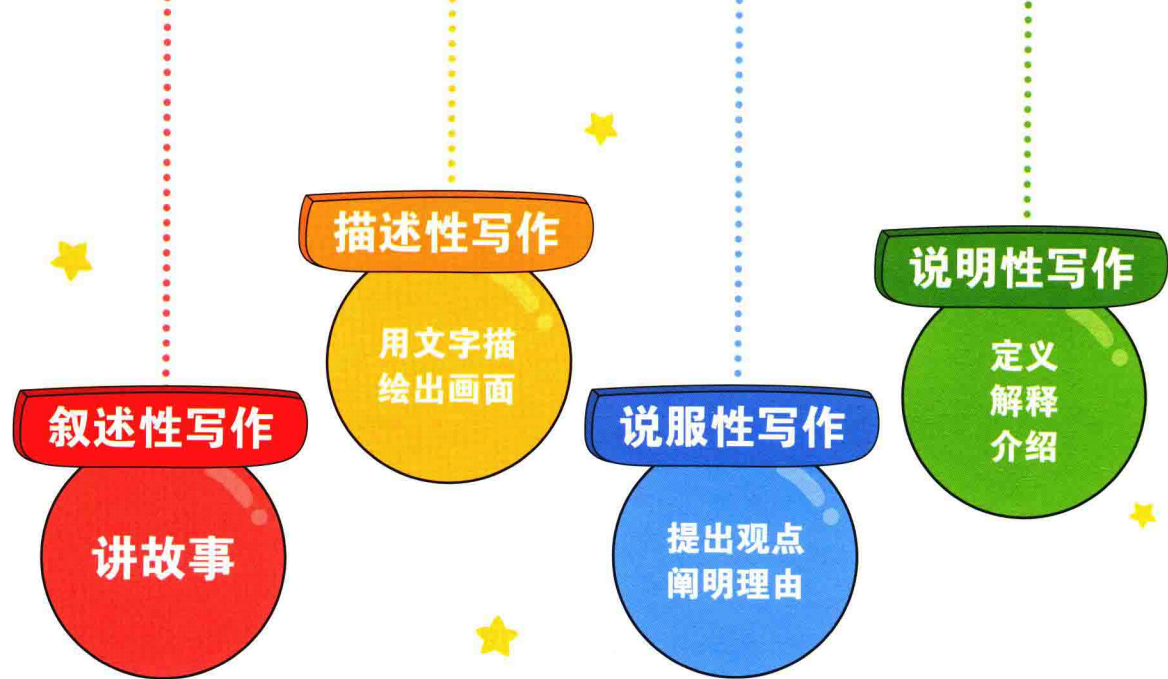 叙述性写作
讲故事
描述性写作
用文字描
绘出画面
说服性写作
提出观点
阐明理由
说明性写作
定义
解释
介绍